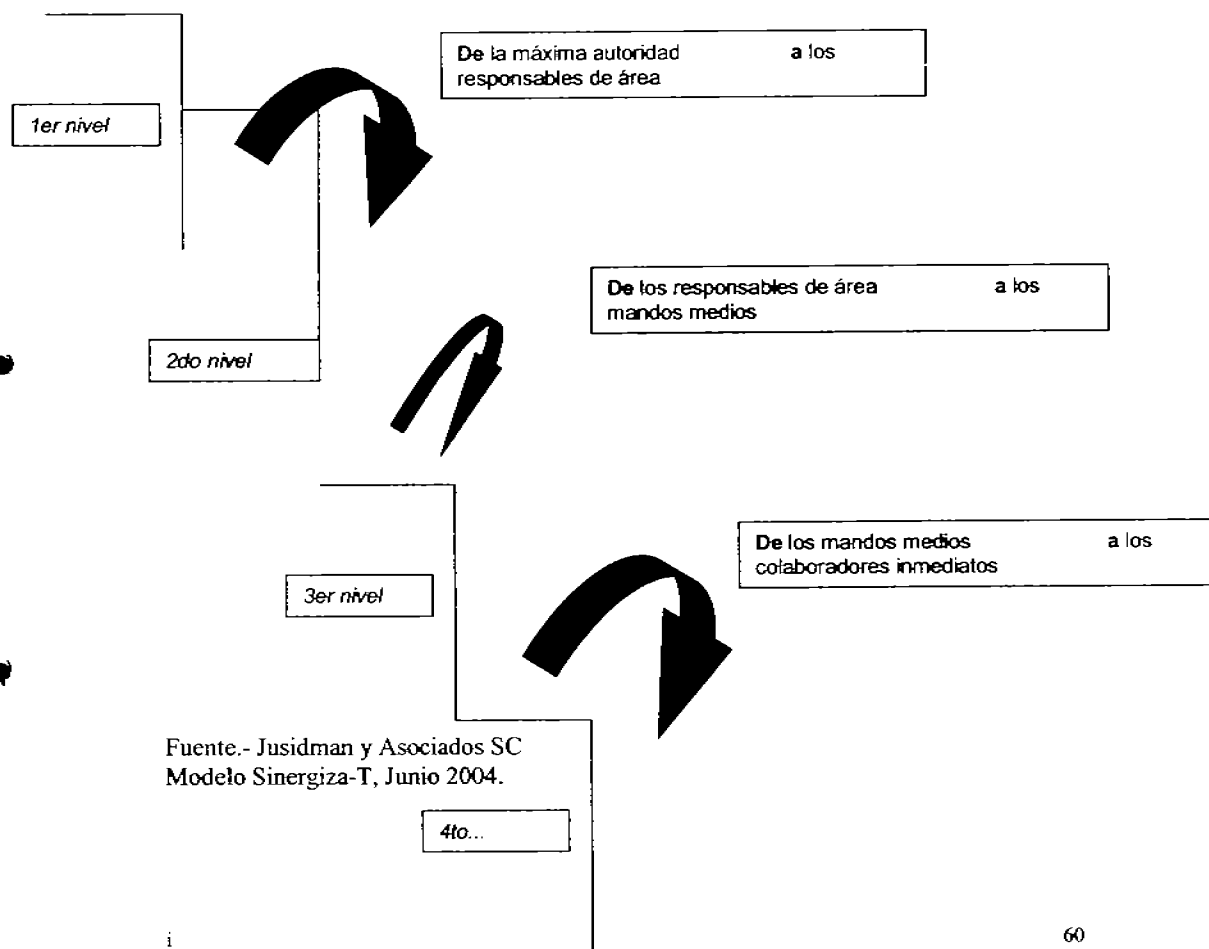 De la máxima autoridad a los
responsables de área
1er nivel
De los responsables de área a los
mandos medios
2do nivel
De los mandos medios a los
colaboradores inmediatos
3er nivel
Fuente.- Jusidman y Asociados SC
Modelo Sinergiza-T, Junio 2004.
4to...
i
60